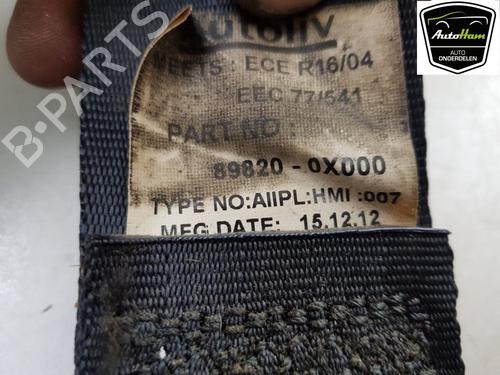 Autoliv
MEETS : ECE R16/04
EEC 77/541
PART NO :
89820 - 0X000
TYPE NO:AIIPL:HMI :007
MFG DATE: 15.12.12
B-PARTS
AutoHam
AUTO
ONDERDELEN